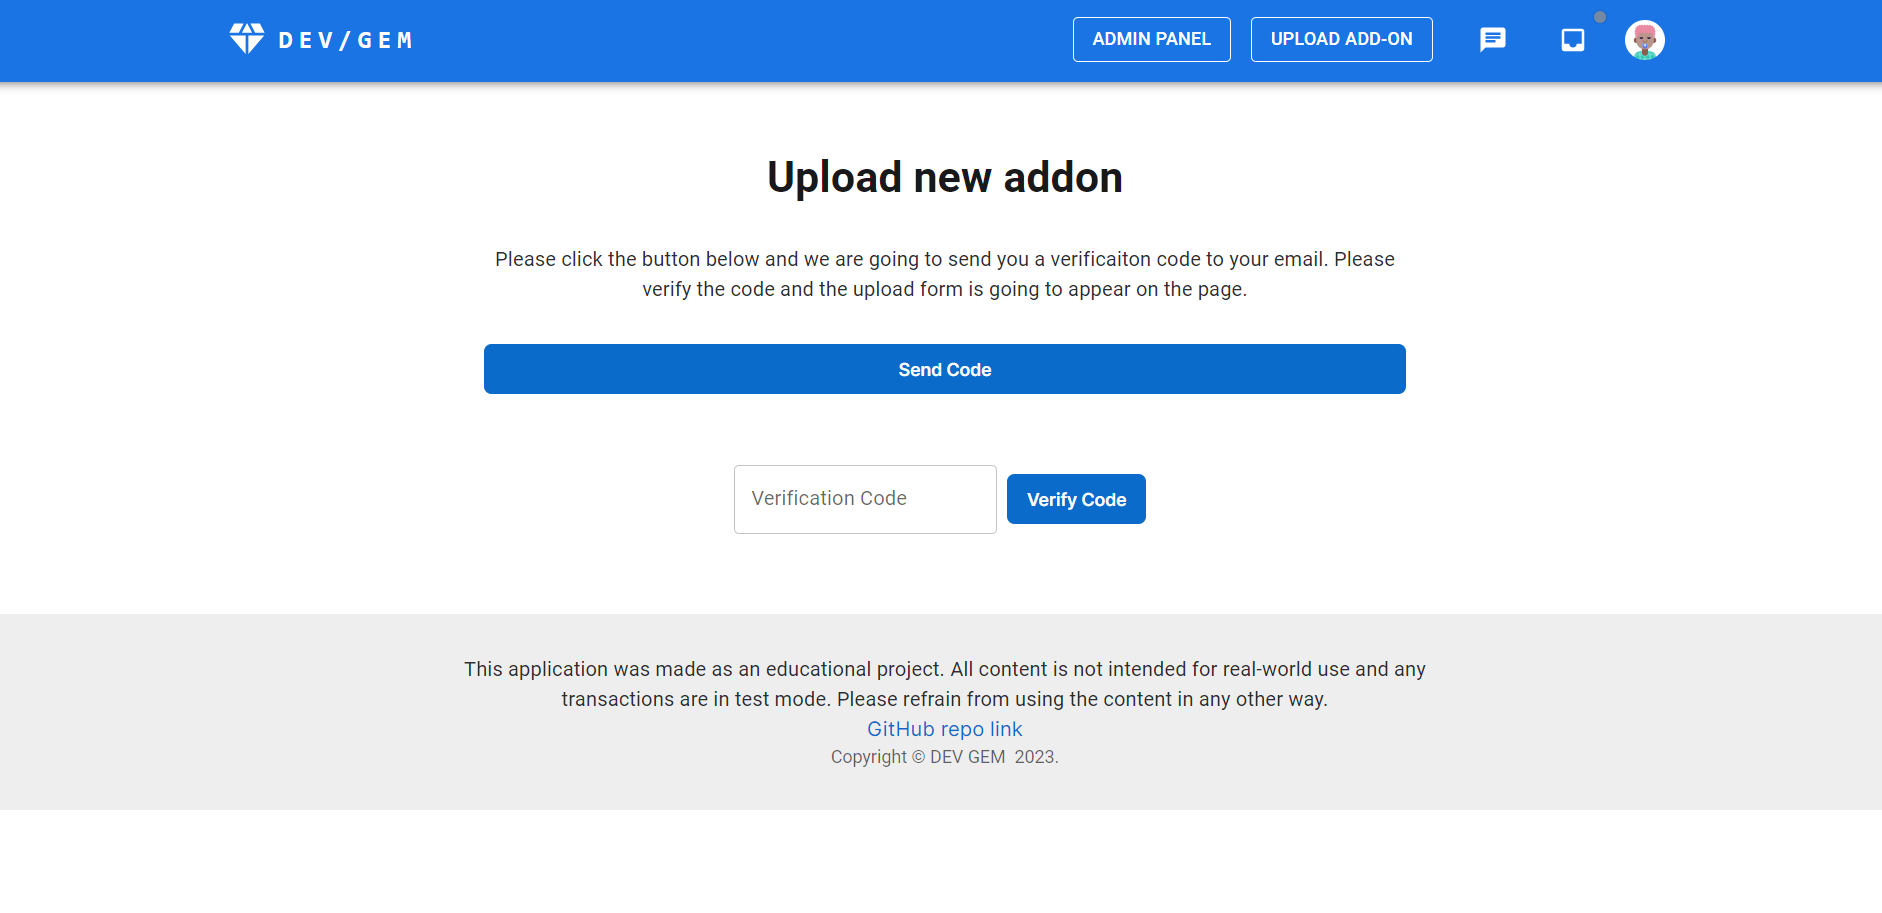 DEV/GEM
ADMIN PANEL
UPLOAD ADD-ON
Upload new addon
Please click the button below and we are going to send you a verificaiton code to your email. Please
verify the code and the upload form is going to appear on the page.
Send Code
Verification Code
Verify Code
This application was made as an educational project. All content is not intended for real-world use and any
transactions are in test mode. Please refrain from using the content in any other way.
GitHub repo link
Copyright © DEV GEM 2023.